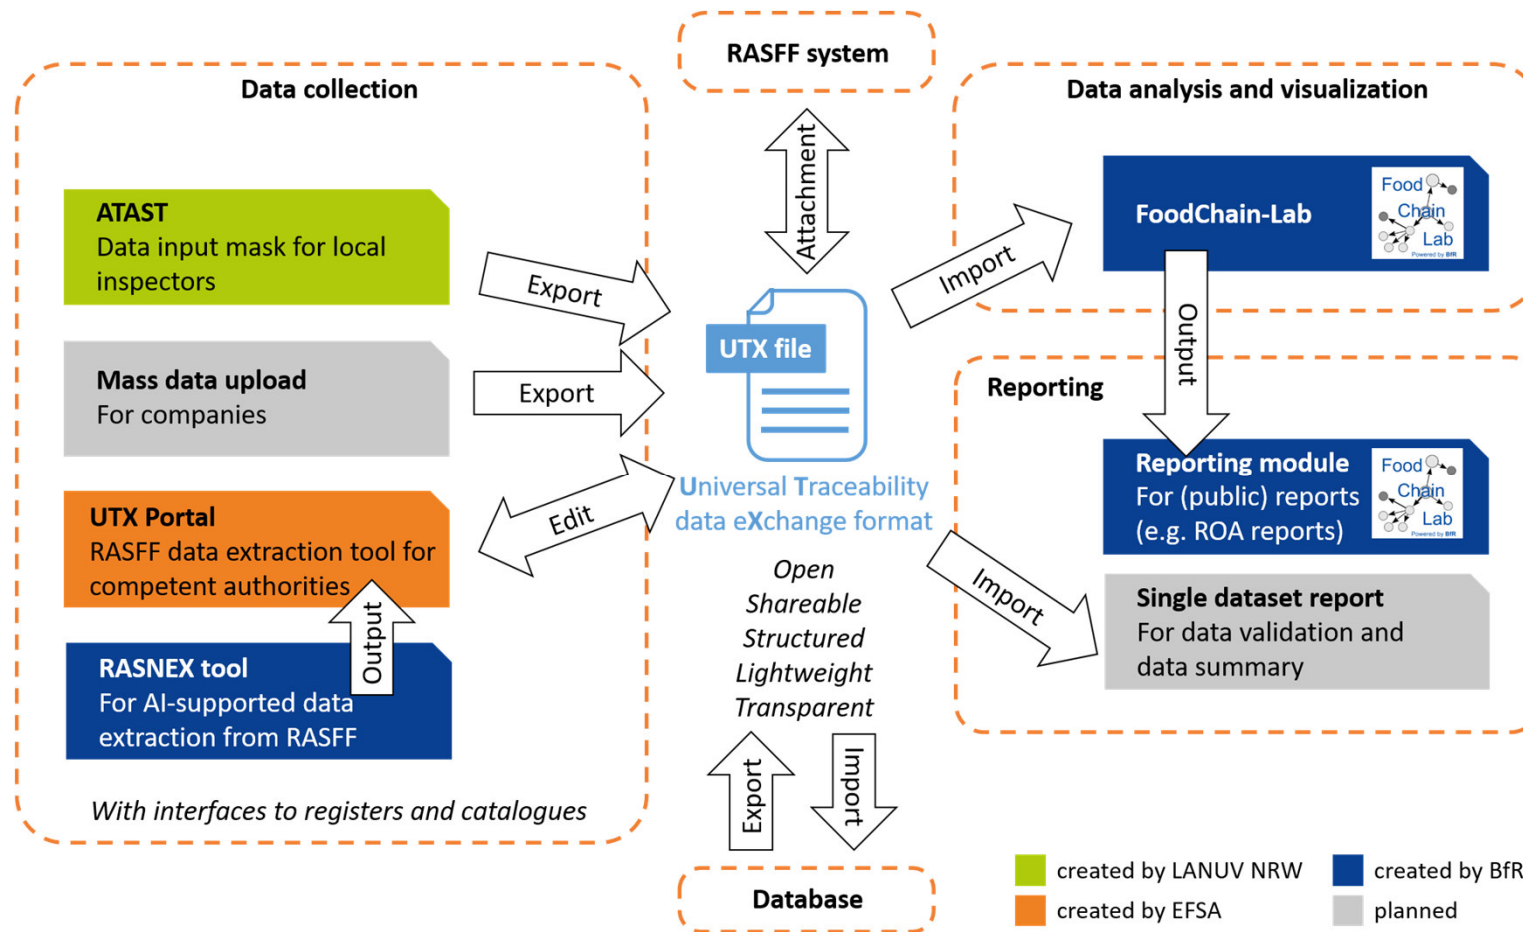 RASFF system
Data collection
Data analysis and visualization
ATAST
Data input mask for local
inspectors
Mass data upload
For companies
UTX Portal
RASFF data extraction tool for
competent authorities
RASNEX tool
For AI-supported data
extraction from RASFF
With interfaces to registers and catalogues
Export
Export
Edit
Output
Attachment
UTX file
Universal Traceability
data eXchange format
Open
Shareable
Structured
Lightweight
Transparent
Export
Import
Database
Import
Import
FoodChain-Lab
Food
Chain
Lab
Powered by BfR
Output
Reporting
Reporting module
For (public) reports
(e.g. ROA reports)
Food
Chain
Lab
Powered by BfR
Single dataset report
For data validation and
data summary
created by LANUV NRW
created by BfR
created by EFSA
planned